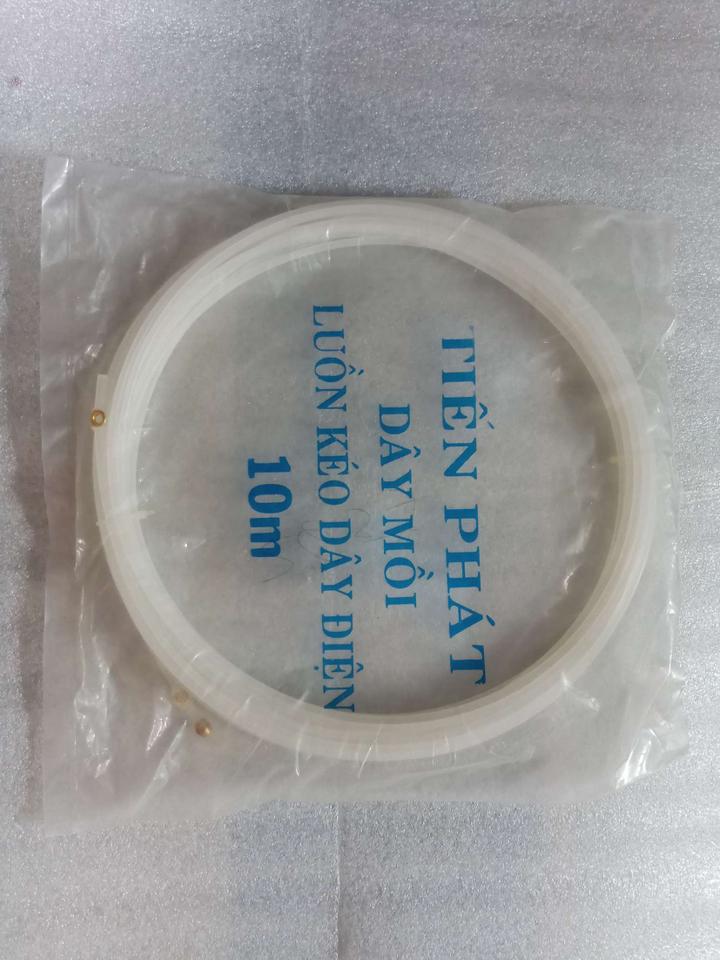 TIẾN PHÁT
DÂY MỒI
LUỒN KÉO DÂY ĐIỆN
10m